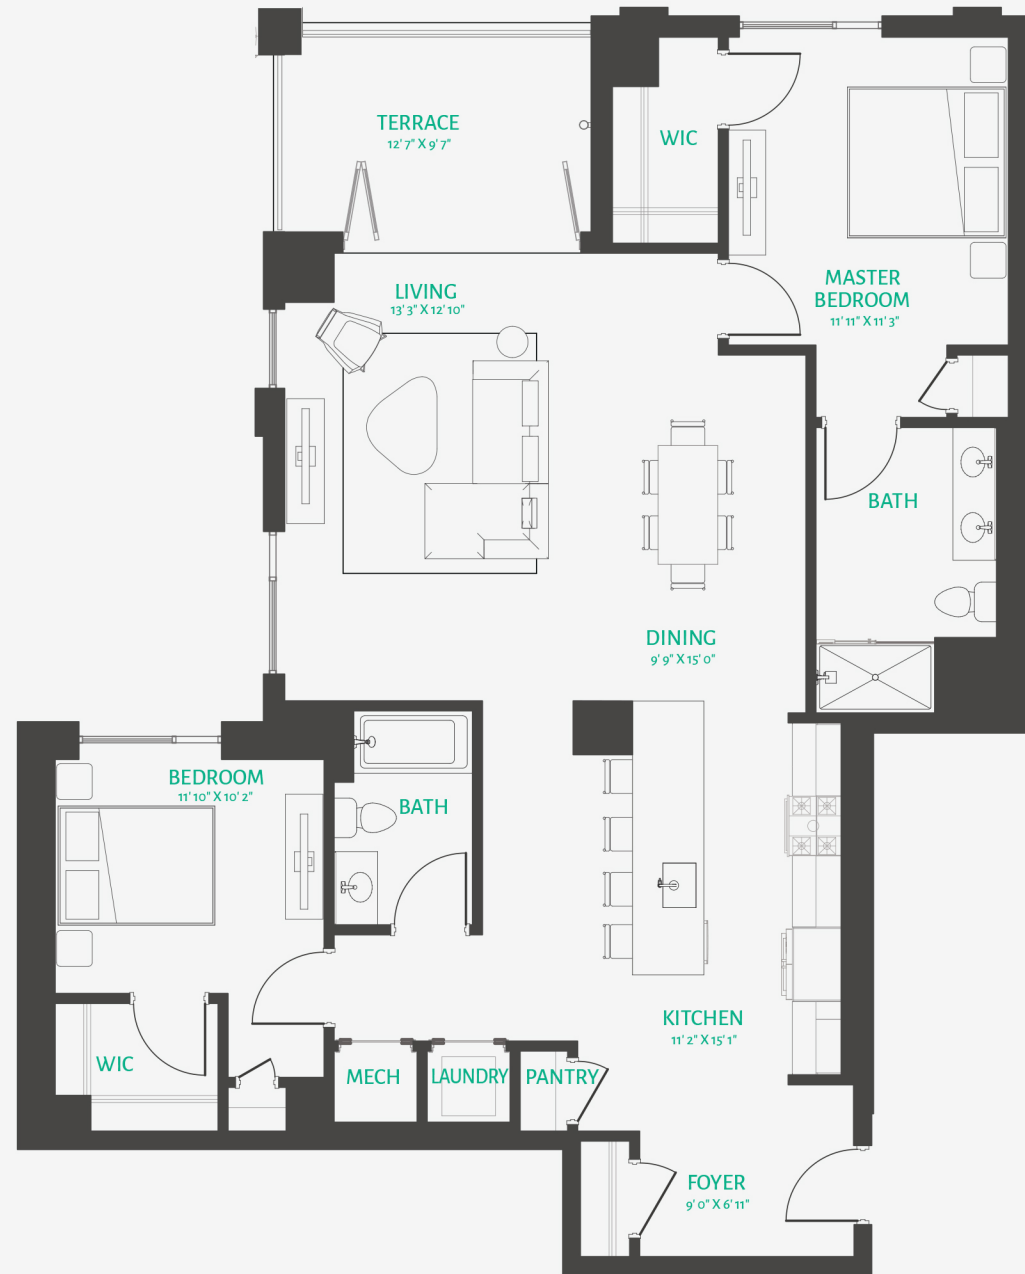 TERRACE
12' 7" X 9' 7"
WIC
LIVING
13' 3" X 12' 10"
MASTER
BEDROOM
11' 11" X 11' 3"
BATH
DINING
9' 9" X 15' 0"
BEDROOM
11' 10" X 10' 2"
BATH
KITCHEN
11' 2" X 15' 1"
WIC
MECH
LAUNDRY
PANTRY
FOYER
9' 0" X 6' 11"